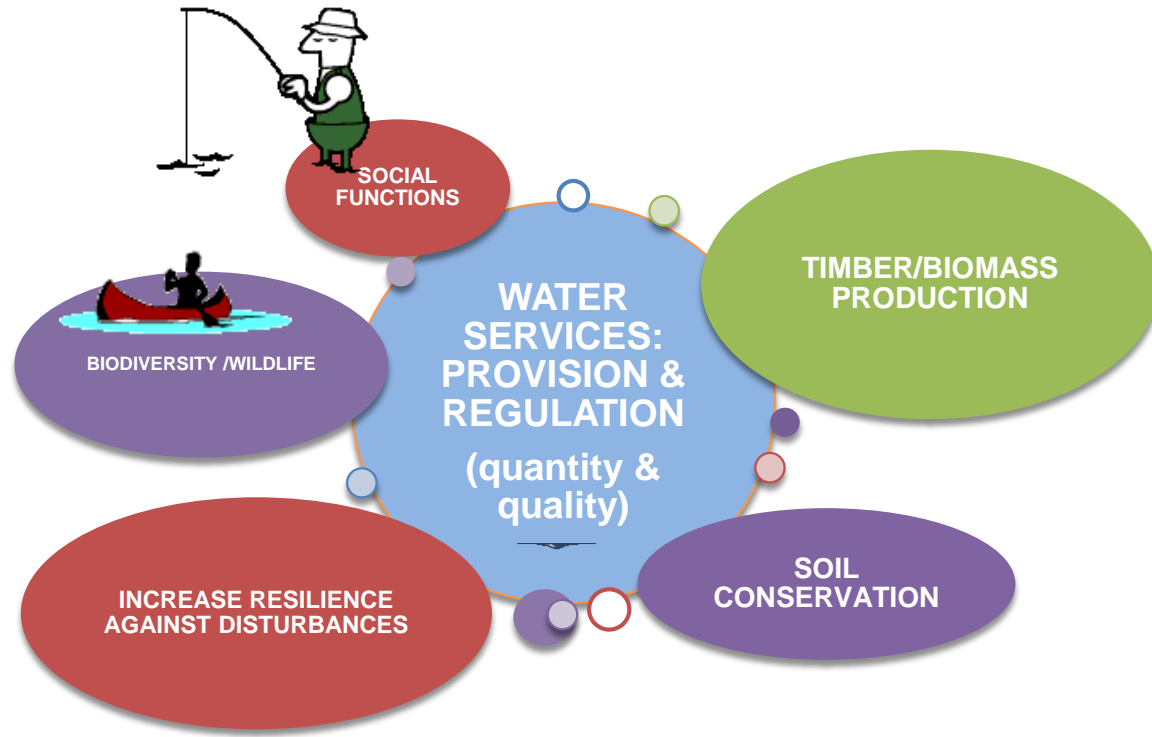 SOCIAL
FUNCTIONS
TIMBER/BIOMASS
PRODUCTION
WATER
SERVICES:
PROVISION &
REGULATION
(quantity &
quality)
BIODIVERSITY /WILDLIFE
INCREASE RESILIENCE
AGAINST DISTURBANCES
SOIL
CONSERVATION